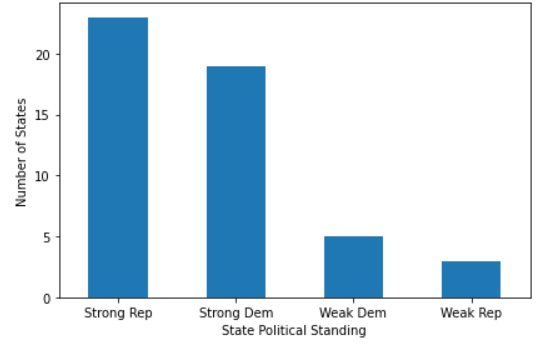 Number of States
20
15
10
5
0
Strong Rep Strong Dem Weak Dem Weak Rep
State Political Standing